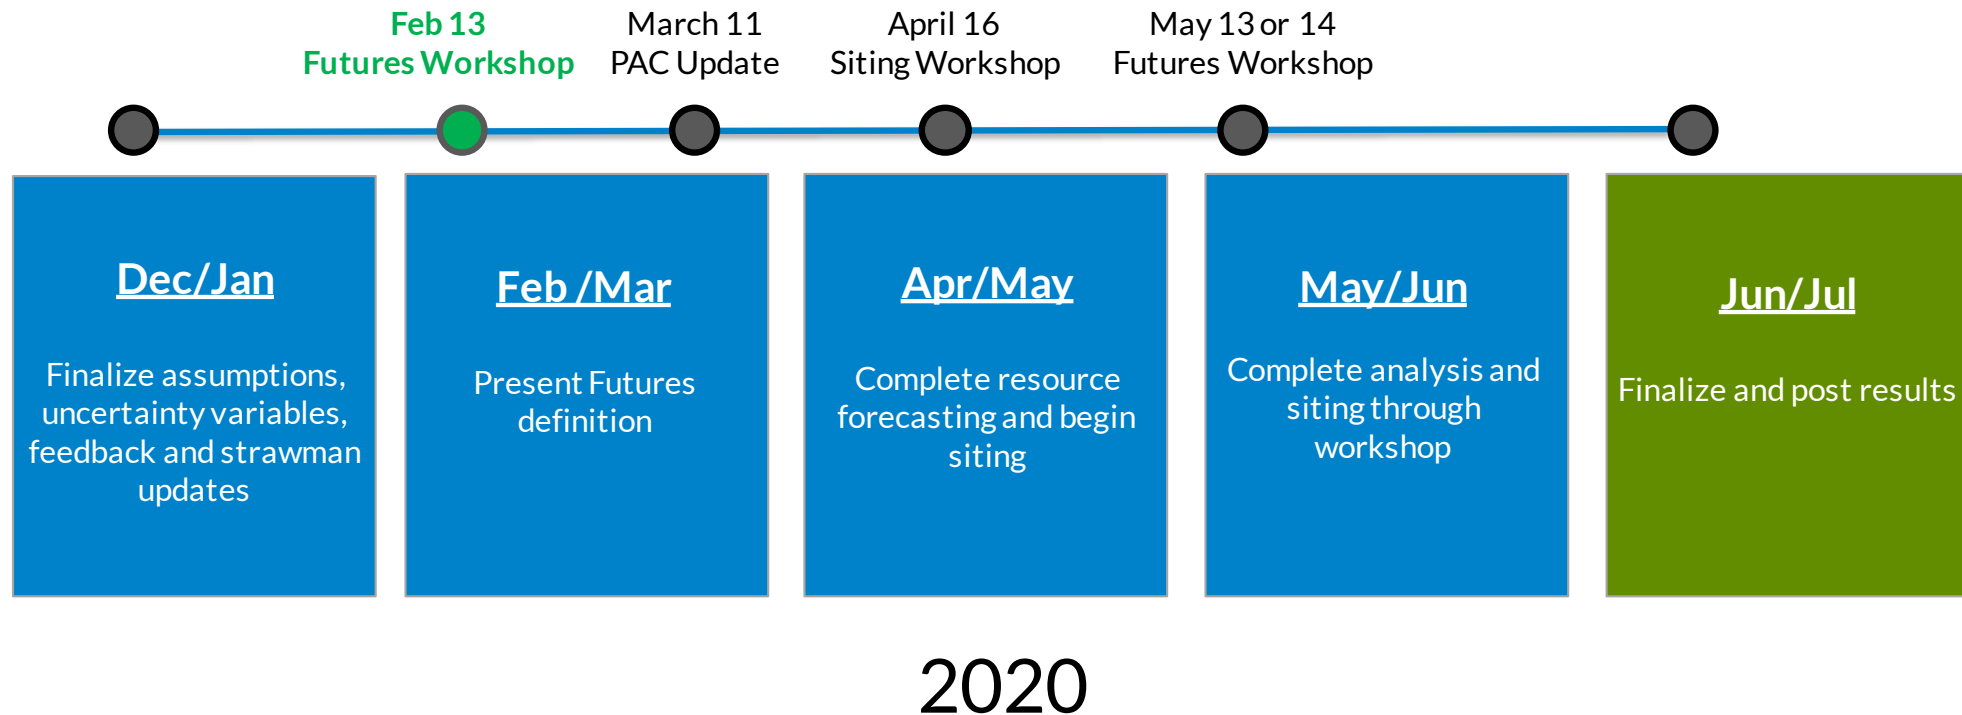 Feb 13
Futures Workshop
March 11
PAC Update
April 16
Siting Workshop
May 13 or 14
Futures Workshop
Dec/Jan
Finalize assumptions,
uncertainty variables,
feedback and strawman
updates
Feb /Mar
Present Futures
definition
Apr/May
Complete resource
forecasting and begin
siting
May/Jun
Complete analysis and
siting through
workshop
Jun/Jul
Finalize and post results
2020